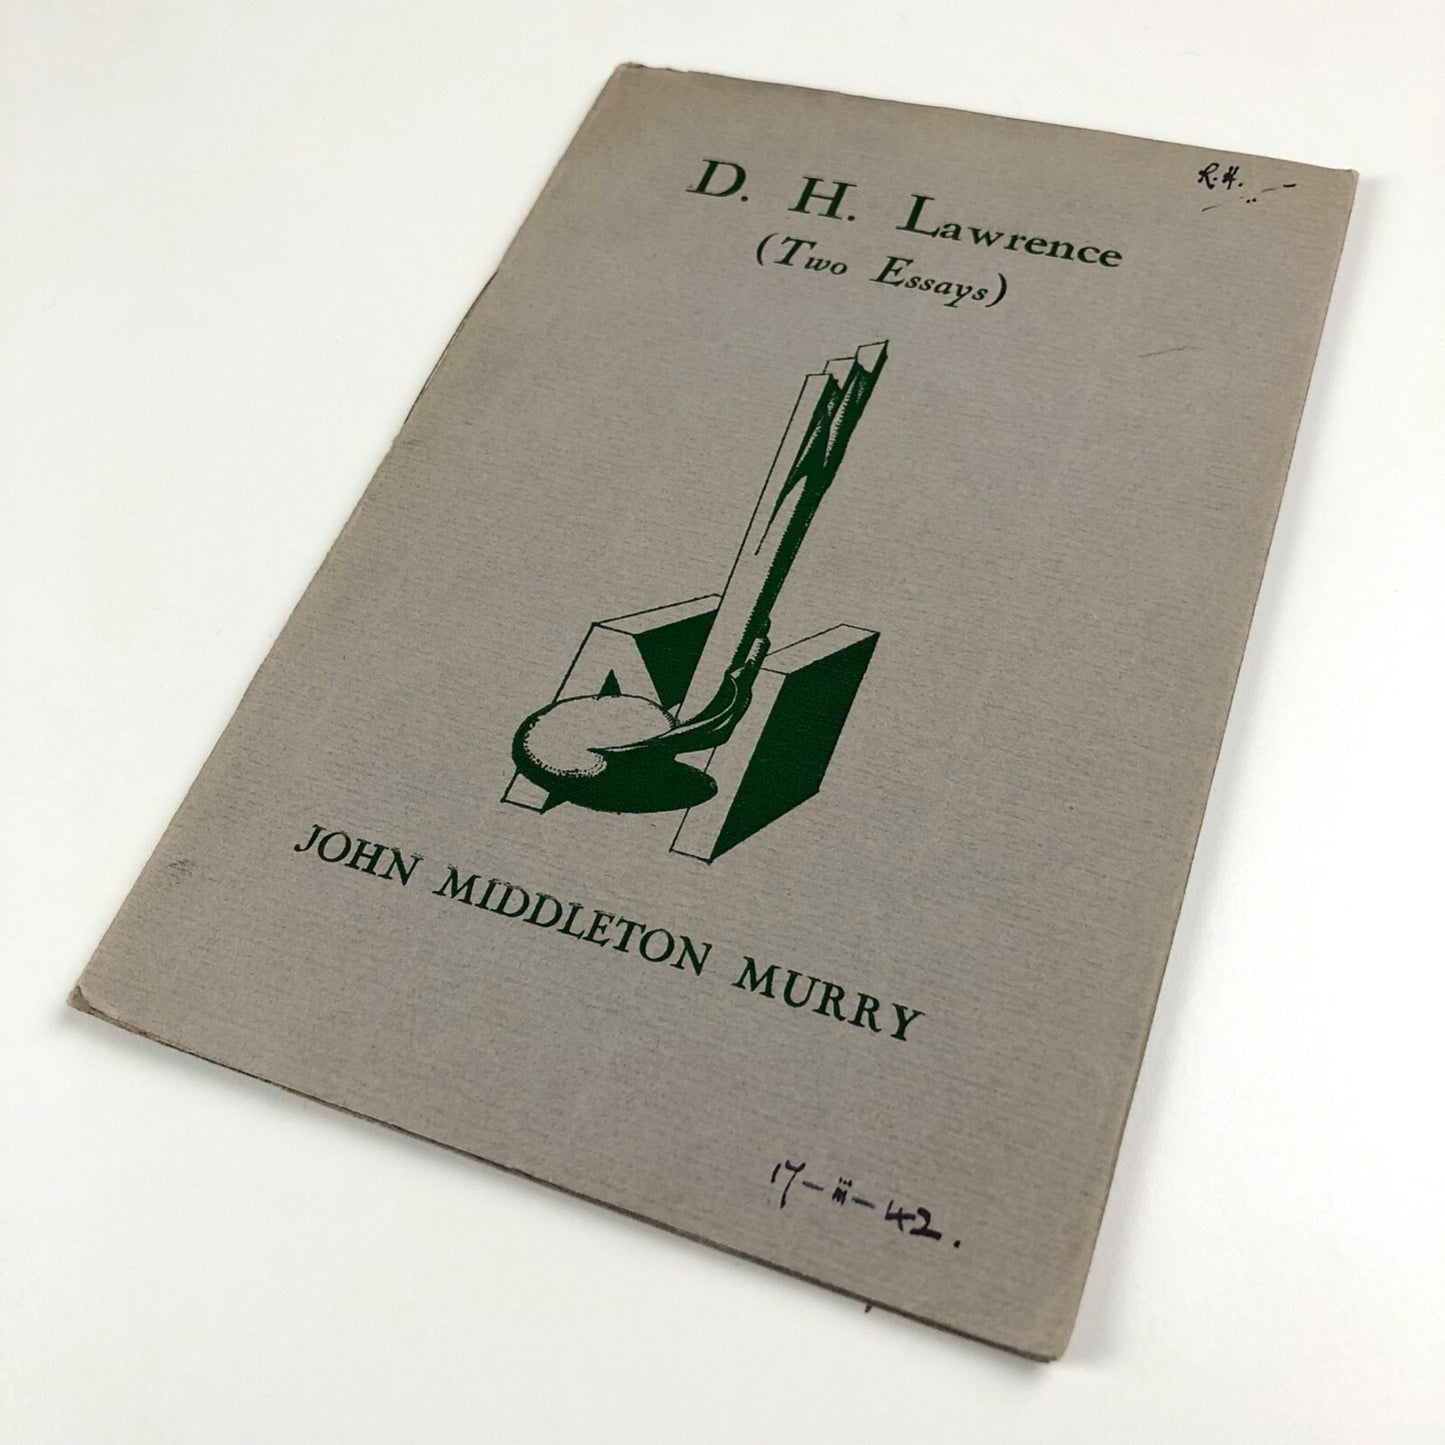 R.H.
D. H. Lawrence
(Two Essays)
JOHN MIDDLETON MURRY
17-iii-42.